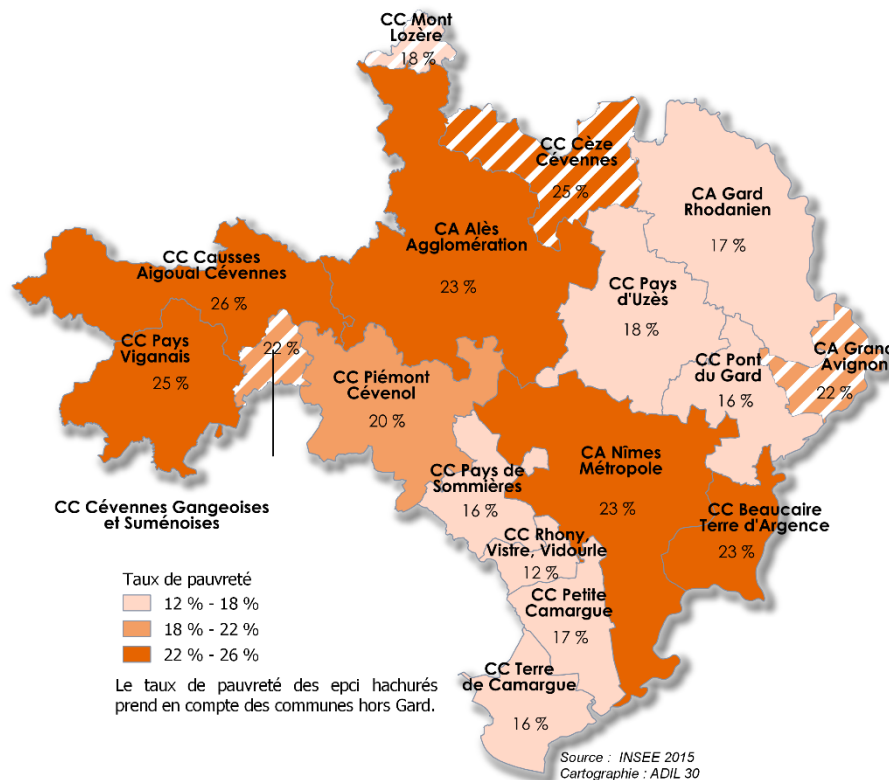 CC Mont
Lozère
18 %
CC Cèze
Cévennes
25 %
CA Gard
Rhodanien
17 %
CA Alès
Agglomération
23 %
CC Causses
Aigoual Cévennes
26 %
CC Pays
d'Uzès
18 %
CC Pays
Viganais
25 %
22 %
CC Piémont
Cévenol
20 %
CC Pont
du Gard
16 %
CA Grand
Avignon
22 %
CA Nîmes
Métropole
23 %
CC Pays de
Sommières
16 %
CC Cévennes Gangeoises
et Suménoises
CC Beaucaire
Terre d'Argence
23 %
CC Rhony,
Vistre, Vidourle
12 %
CC Petite
Camargue
17 %
CC Terre
de Camargue
16 %
Taux de pauvreté
12 % - 18 %
18 % - 22 %
22 % - 26 %
Le taux de pauvreté des epci hachurés
prend en compte des communes hors Gard.
Source : INSEE 2015
Cartographie : ADIL 30